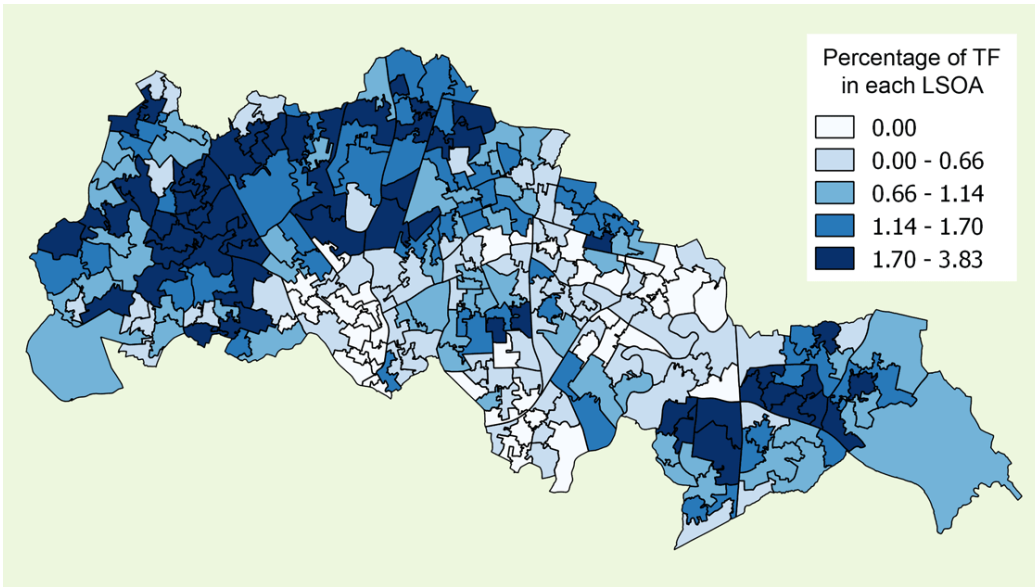 Percentage of TF
in each LSOA
0.00
0.00 - 0.66
0.66 - 1.14
1.14 - 1.70
1.70 - 3.83